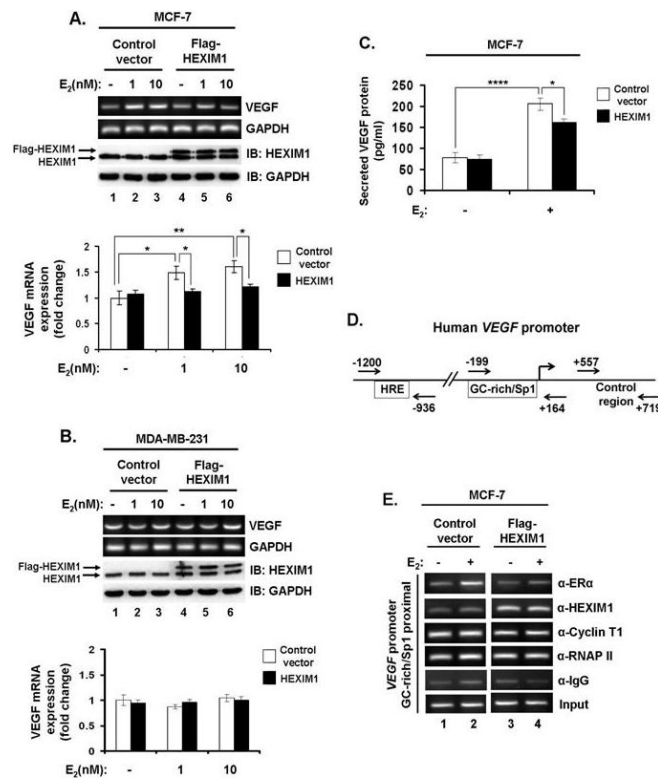 A.
MCF-7
Control vector
Flag-HEXIM1
E₂(nM): - 1 10 - 1 10
VEGF
GAPDH
Flag-HEXIM1
HEXIM1
IB: HEXIM1
IB: GAPDH
1 2 3 4 5 6
VEGF mRNA expression (fold change)
2
1.5
1
0.5
0
** 
* * *
Control vector
HEXIM1
E₂(nM): - 1 10
B.
MDA-MB-231
Control vector
Flag-HEXIM1
E₂(nM): - 1 10 - 1 10
VEGF
GAPDH
Flag-HEXIM1
HEXIM1
IB: HEXIM1
IB: GAPDH
1 2 3 4 5 6
VEGF mRNA expression (fold change)
2
1.5
1
0.5
0
Control vector
HEXIM1
E₂(nM): - 1 10
C.
MCF-7
Secreted VEGF protein (pg/ml)
250
200
150
100
50
0
**** *
Control vector
HEXIM1
E₂: - +
D.
Human VEGF promoter
-1200 -199 +557
HRE GC-rich/Sp1 Control region
-936 +164 +719
E.
MCF-7
Control vector
Flag-HEXIM1
E₂: - + - +
VEGF promoter GC-rich/Sp1 proximal
α-ERα
α-HEXIM1
α-Cyclin T1
α-RNAP II
α-IgG
Input
1 2 3 4